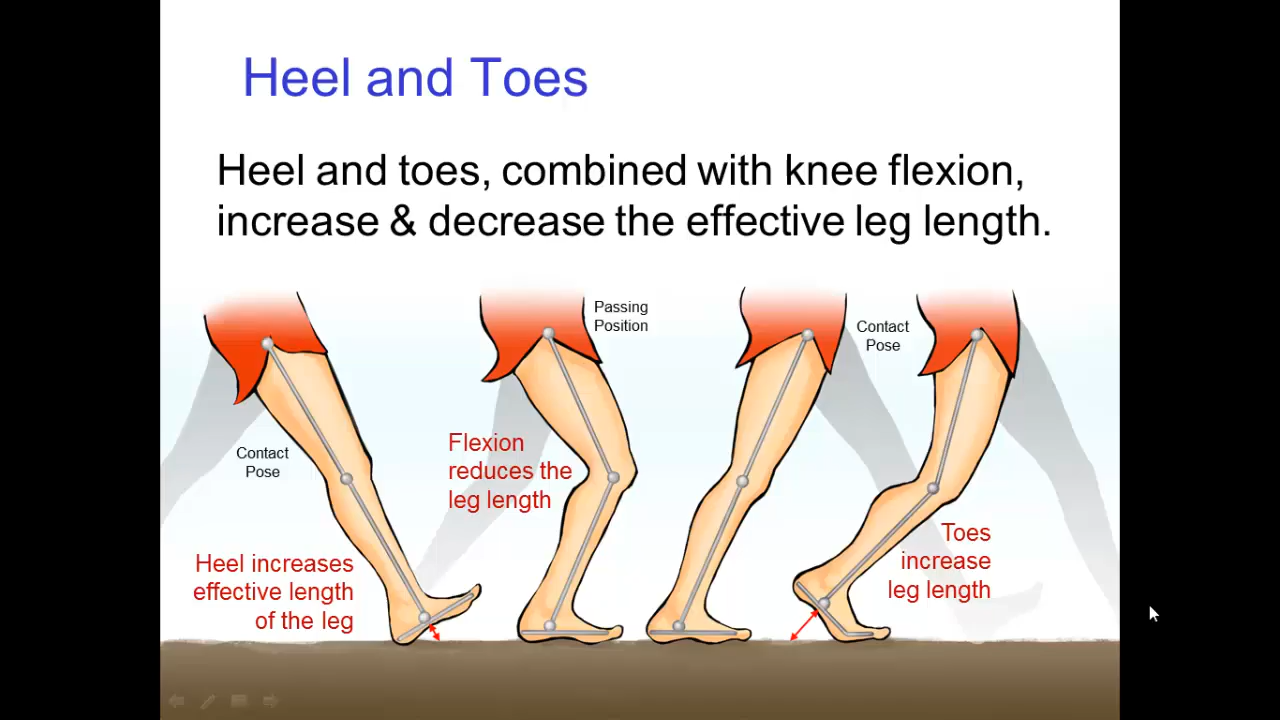 Heel and Toes
Heel and toes, combined with knee flexion,
increase & decrease the effective leg length.
Passing
Position
Contact
Pose
Flexion
reduces the
leg length
Contact
Pose
Toes
increase
leg length
Heel increases
effective length
of the leg